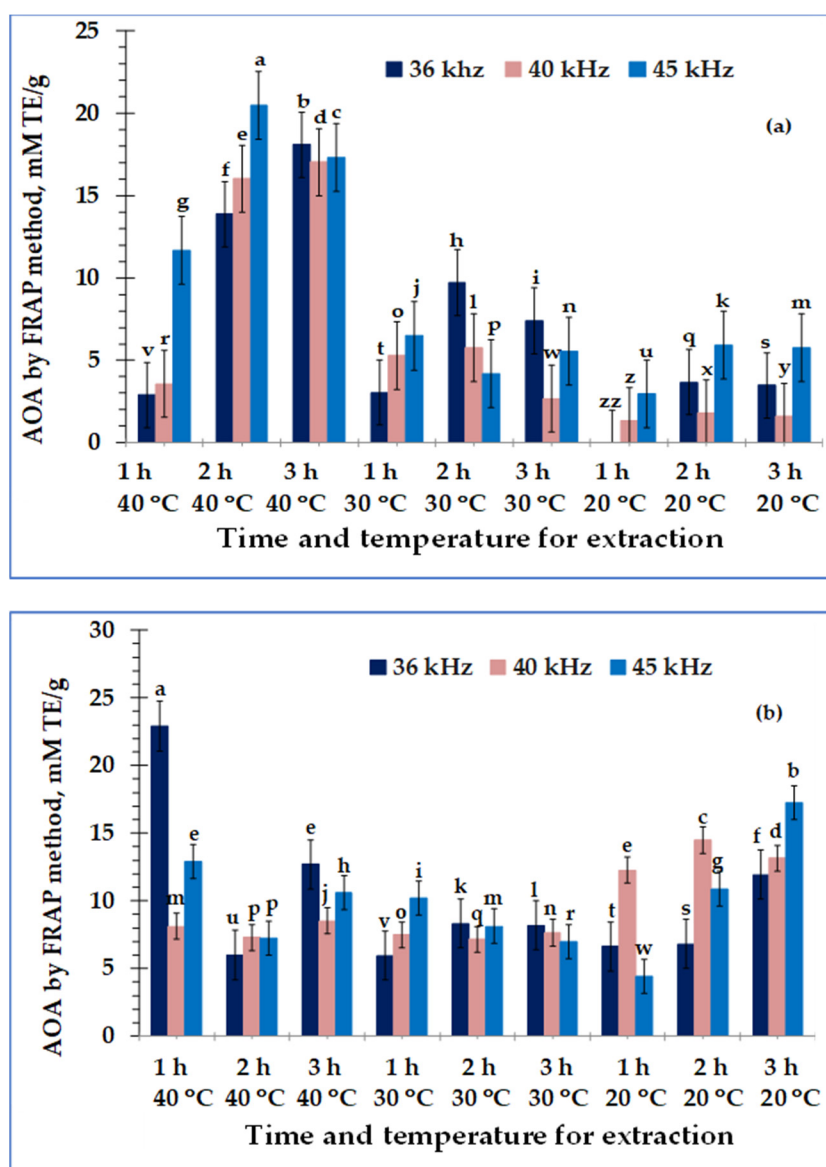 25
20
15
10
5
0
AOA by FRAP method, mM TE/g
36 khz 40 kHz 45 kHz
(a)
v r g f e a b d c t o j h l p i w n zz z u q x k s y m
1 h 2 h 3 h 1 h 2 h 3 h 1 h 2 h 3 h
40 °C 40 °C 40 °C 30 °C 30 °C 30 °C 20 °C 20 °C 20 °C
Time and temperature for extraction
30
25
20
15
10
5
0
AOA by FRAP method, mM TE/g
36 kHz 40 kHz 45 kHz
(b)
a m e u p p e j h v o i k q m l n r t e w s c g f d b
1 h 2 h 3 h 1 h 2 h 3 h 1 h 2 h 3 h
40 °C 40 °C 40 °C 30 °C 30 °C 30 °C 20 °C 20 °C 20 °C
Time and temperature for extraction